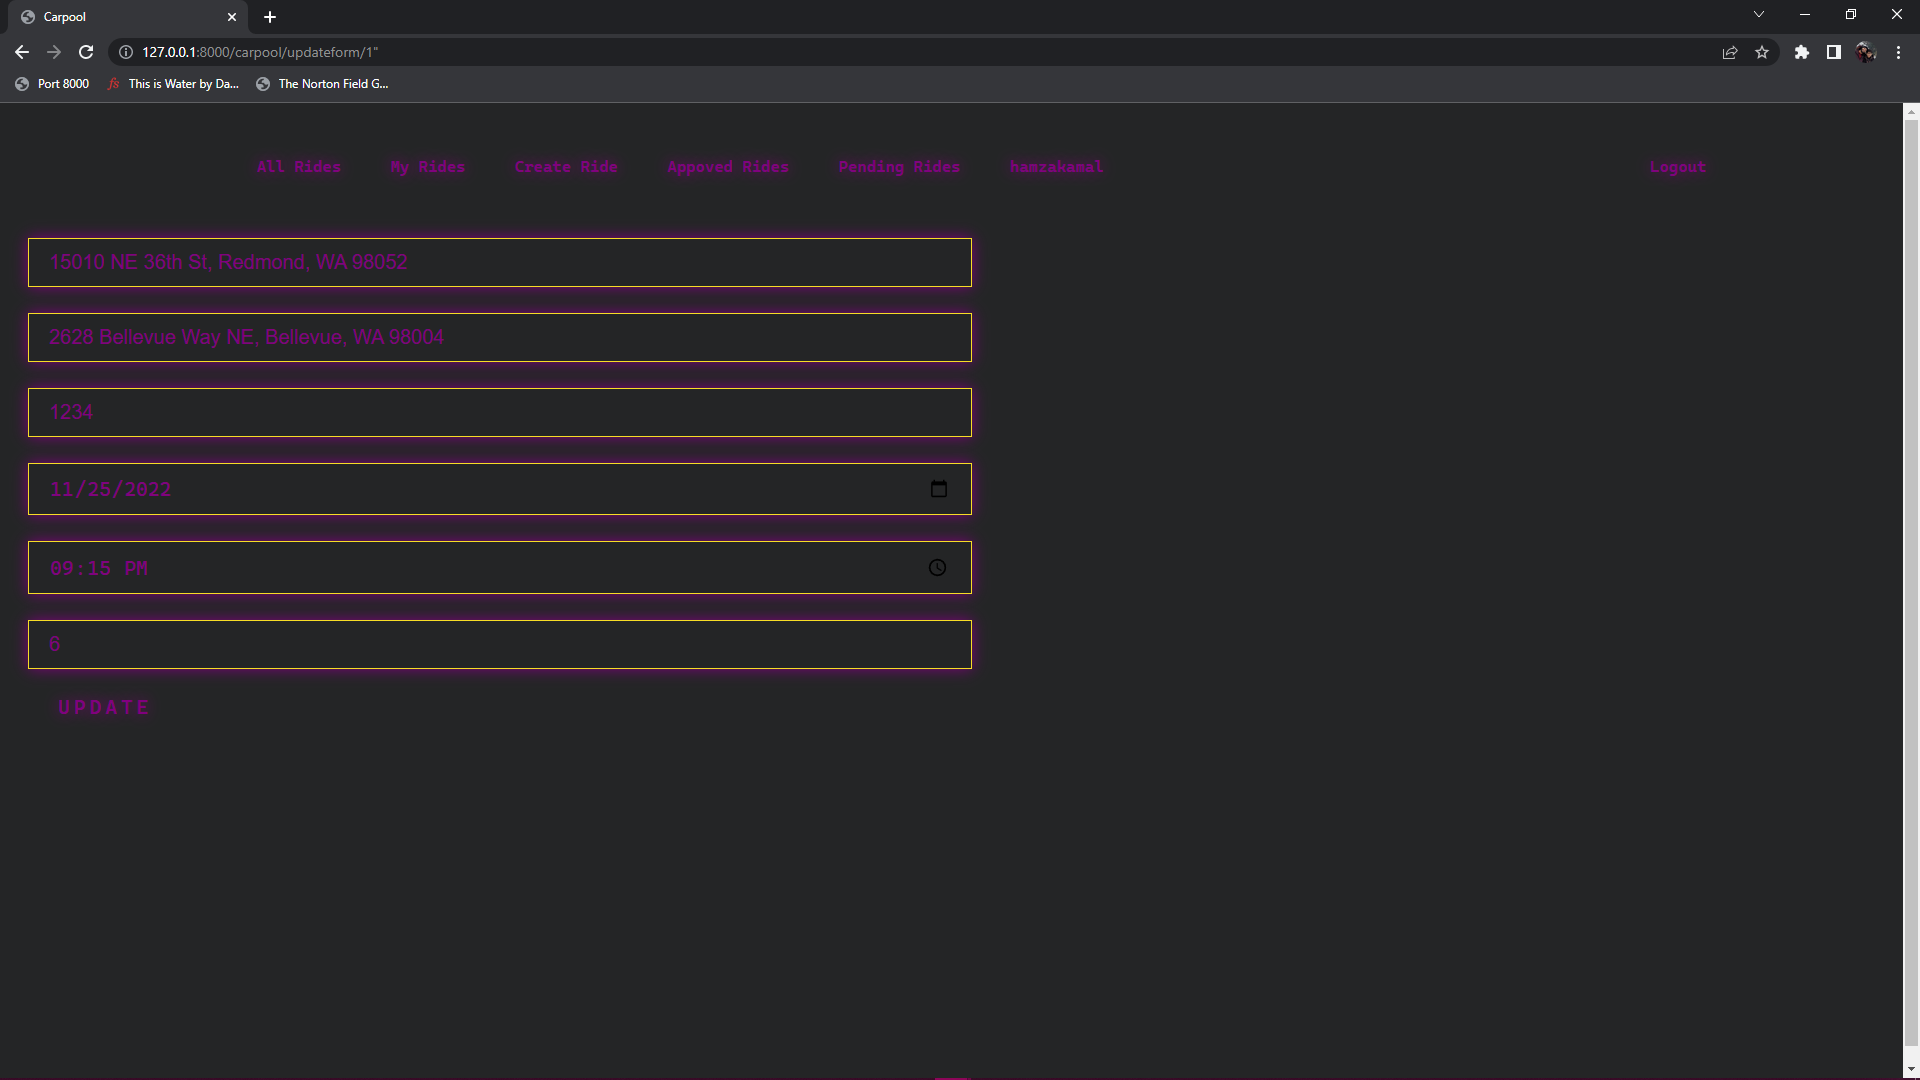 Carpool
127.0.0.1:8000/carpool/updateform/1"
Port 8000 This is Water by Da... The Norton Field G...
All Rides My Rides Create Ride Appoved Rides Pending Rides hamzakamal Logout
15010 NE 36th St, Redmond, WA 98052
2628 Bellevue Way NE, Bellevue, WA 98004
1234
11/25/2022
09:15 PM
6
UPDATE